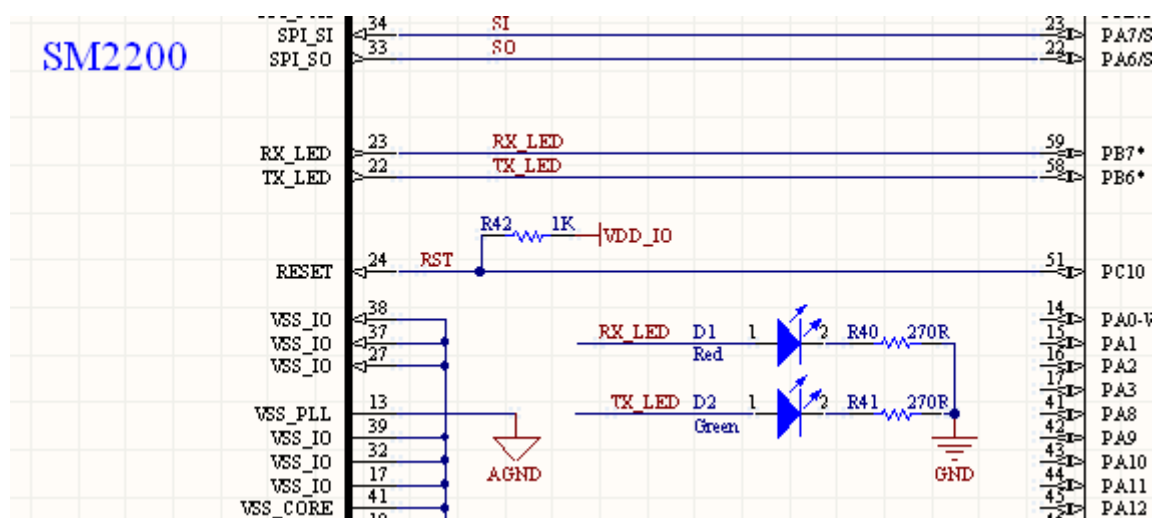 SPI_SI 34 SI 23 PA7/S
SM2200
SPI_SO 33 SO 22 PA6/S
RX_LED 23 RX_LED 59 PB7*
TX_LED 22 TX_LED 58 PB6*
R42 1K VDD_IO
RESET 24 RST 51 PC10
VSS_IO 38 14 PA0-W
VSS_IO 37 RX_LED D1 1 2 R40 270R 15 PA1
Red
VSS_IO 27 16 PA2
17 PA3
VSS_PLL 13 TX_LED D2 1 2 R41 270R 41 PA8
Green
VSS_IO 39 42 PA9
VSS_IO 32 43 PA10
AGND GND
VSS_IO 17 44 PA11
VSS_CORE 41 45 PA12